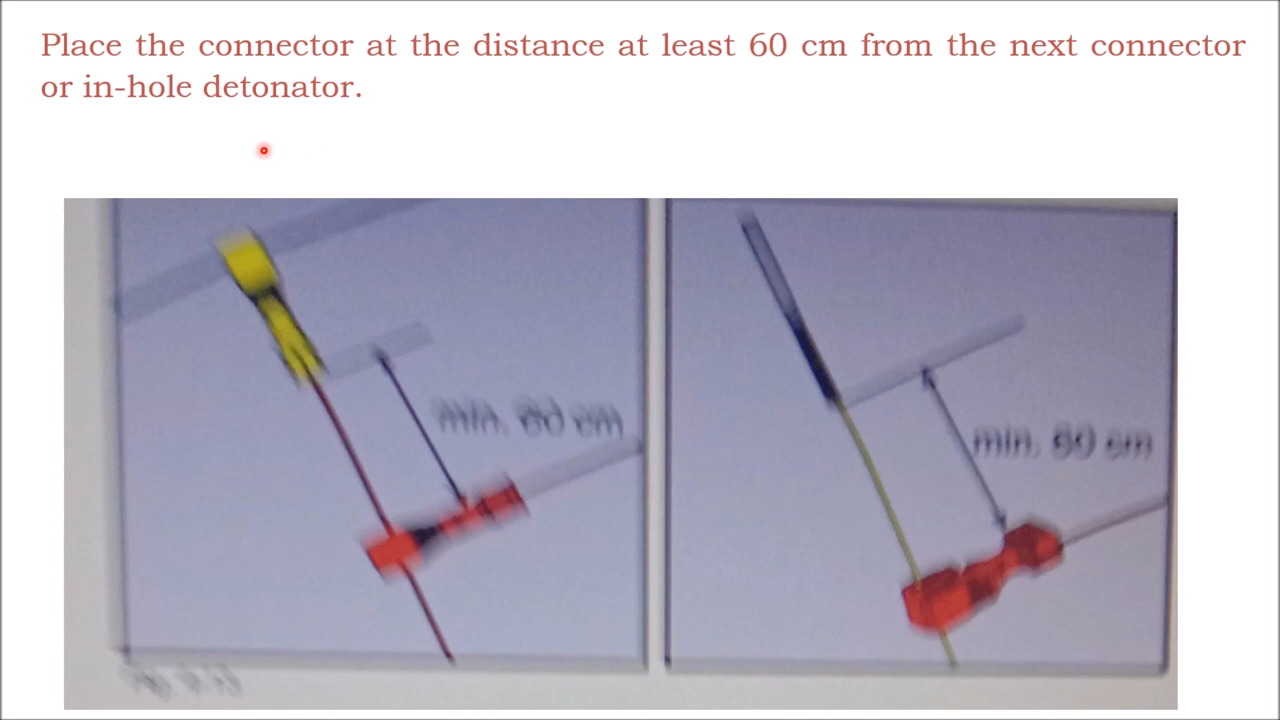 Place the connector at the distance at least 60 cm from the next connector
or in-hole detonator.
min. 60 cm
min. 60 cm